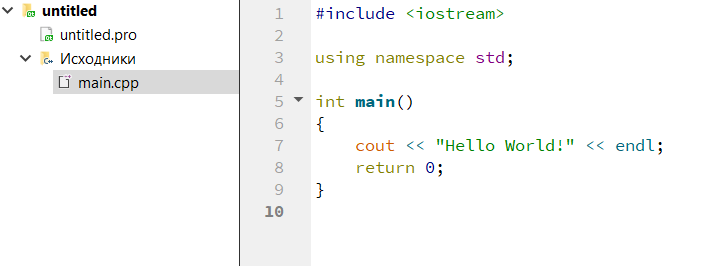 untitled
untitled.pro
Исходники
main.cpp
1 #include <iostream>
2
3 using namespace std;
4
5 int main()
6 {
7     cout << "Hello World!" << endl;
8     return 0;
9 }
10